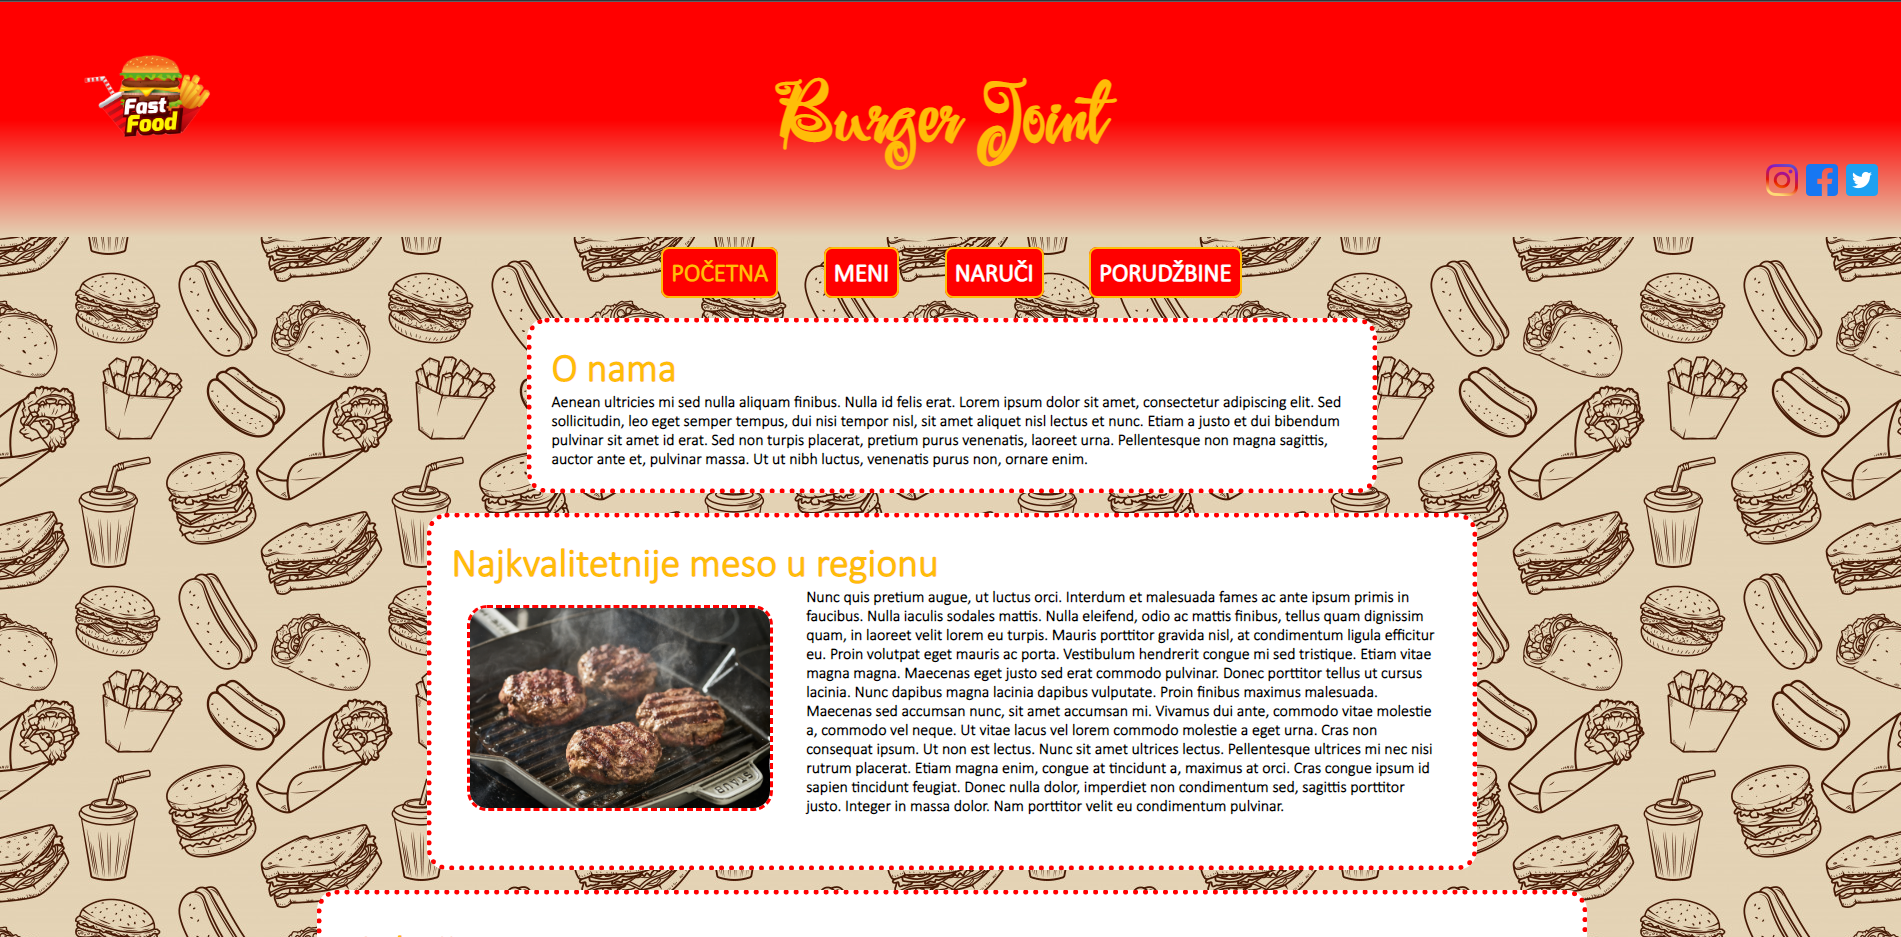 Fast
Food
Burger Joint
POČETNA MENI NARUČI PORUDŽBINE
O nama
Aenean ultricies mi sed nulla aliquam finibus. Nulla id felis erat. Lorem ipsum dolor sit amet, consectetur adipiscing elit. Sed
sollicitudin, leo eget semper tempus, dui nisi tempor nisl, sit amet aliquet nisl lectus et nunc. Etiam a justo et dui bibendum
pulvinar sit amet id erat. Sed non turpis placerat, pretium purus venenatis, laoreet urna. Pellentesque non magna sagittis,
auctor ante et, pulvinar massa. Ut ut nibh luctus, venenatis purus non, ornare enim.
Najkvalitetnije meso u regionu
Nunc quis pretium augue, ut luctus orci. Interdum et malesuada fames ac ante ipsum primis in
faucibus. Nulla iaculis sodales mattis. Nulla eleifend, odio ac mattis finibus, tellus quam dignissim
quam, in laoreet velit lorem eu turpis. Mauris porttitor gravida nisl, at condimentum ligula efficitur
eu. Proin volutpat eget mauris ac porta. Vestibulum hendrerit congue mi sed tristique. Etiam vitae
magna magna. Maecenas eget justo sed erat commodo pulvinar. Donec porttitor tellus ut cursus
lacinia. Nunc dapibus magna lacinia dapibus vulputate. Proin finibus maximus malesuada.
Maecenas sed accumsan nunc, sit amet accumsan mi. Vivamus dui ante, commodo vitae molestie
a, commodo vel neque. Ut vitae lacus vel lorem commodo molestie a eget urna. Cras non
consequat ipsum. Ut non est lectus. Nunc sit amet ultrices lectus. Pellentesque ultrices mi nec nisi
rutrum placerat. Etiam magna enim, congue at tincidunt a, maximus at orci. Cras congue ipsum id
sapien tincidunt feugiat. Donec nulla dolor, imperdiet non condimentum sed, sagittis porttitor
justo. Integer in massa dolor. Nam porttitor velit eu condimentum pulvinar.
STAUB